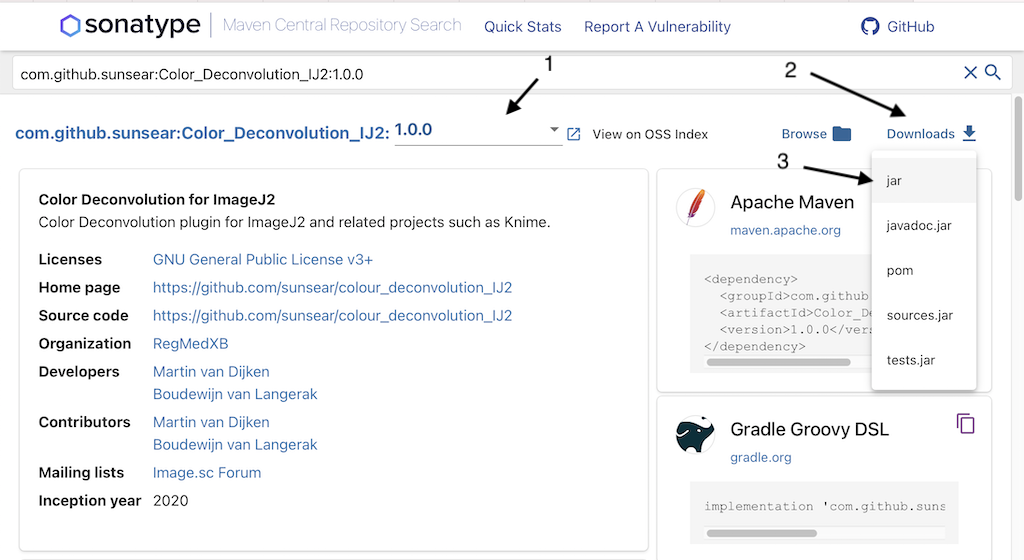 sonatype Maven Central Repository Search Quick Stats Report A Vulnerability GitHub
com.github.sunsear:Color_Deconvolution_IJ2:1.0.0
1
2
com.github.sunsear:Color_Deconvolution_IJ2: 1.0.0 View on OSS Index Browse Downloads
3
jar
javadoc.jar
pom
sources.jar
tests.jar
Color Deconvolution for ImageJ2
Color Deconvolution plugin for ImageJ2 and related projects such as Knime.
Licenses GNU General Public License v3+
Home page https://github.com/sunsear/colour_deconvolution_IJ2
Source code https://github.com/sunsear/colour_deconvolution_IJ2
Organization RegMedXB
Developers Martin van Dijken
Boudewijn van Langerak
Contributors Martin van Dijken
Boudewijn van Langerak
Mailing lists Image.sc Forum
Inception year 2020
Apache Maven
maven.apache.org
<dependency>
<groupId>com.github
<artifactId>Color_De
<version>1.0.0</vers
</dependency>
Gradle Groovy DSL
gradle.org
implementation 'com.github.suns